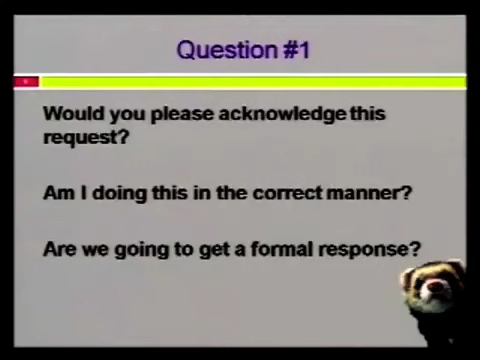 Question #1
Would you please acknowledge this
request?
Am I doing this in the correct manner?
Are we going to get a formal response?